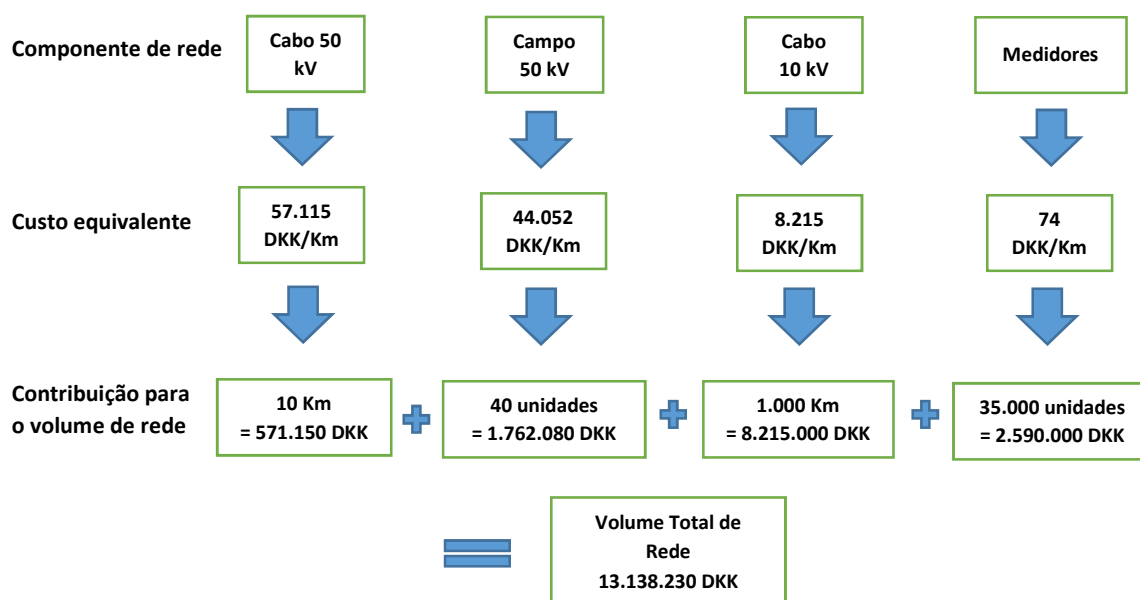 Componente de rede
Cabo 50
kV
Campo
50 kV
Cabo
10 kV
Medidores
Custo equivalente
57.115
DKK/Km
44.052
DKK/Km
8.215
DKK/Km
74
DKK/Km
Contribuição para
o volume de rede
10 Km
= 571.150 DKK
40 unidades
= 1.762.080 DKK
1.000 Km
= 8.215.000 DKK
35.000 unidades
= 2.590.000 DKK
Volume Total de
Rede
13.138.230 DKK